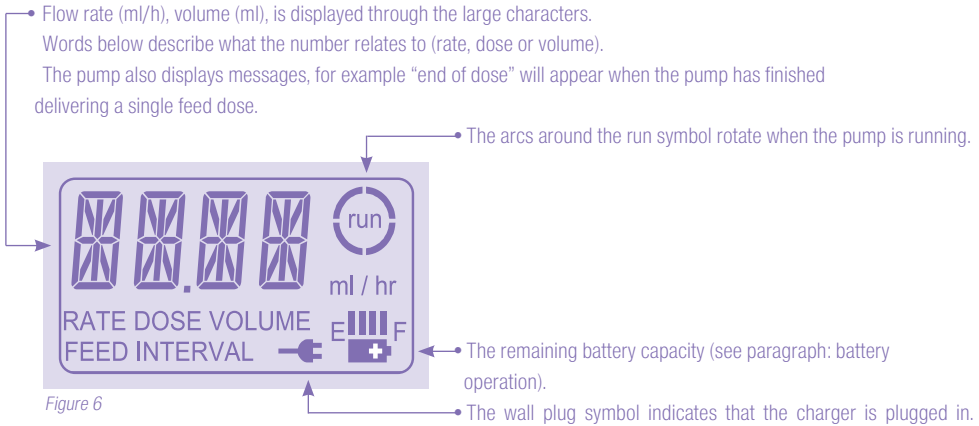 • Flow rate (ml/h), volume (ml), is displayed through the large characters.
Words below describe what the number relates to (rate, dose or volume).
The pump also displays messages, for example “end of dose” will appear when the pump has finished
delivering a single feed dose.
• The arcs around the run symbol rotate when the pump is running.
run
ml / hr
RATE DOSE VOLUME
E F
FEED INTERVAL
• The remaining battery capacity (see paragraph: battery
operation).
Figure 6
• The wall plug symbol indicates that the charger is plugged in.